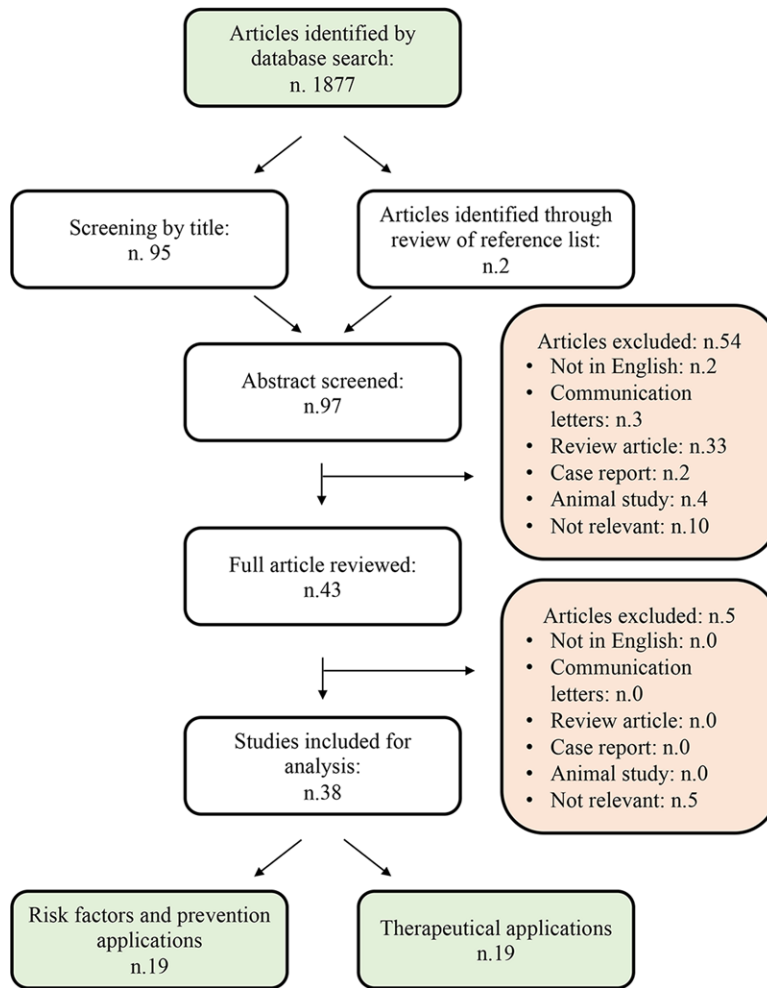 Articles identified by
database search:
n. 1877
Screening by title:
n. 95
Articles identified through
review of reference list:
n.2
Abstract screened:
n.97
Articles excluded: n.54
• Not in English: n.2
• Communication
letters: n.3
• Review article: n.33
• Case report: n.2
• Animal study: n.4
• Not relevant: n.10
Full article reviewed:
n.43
Articles excluded: n.5
• Not in English: n.0
• Communication
letters: n.0
• Review article: n.0
• Case report: n.0
• Animal study: n.0
• Not relevant: n.5
Studies included for
analysis:
n.38
Risk factors and prevention
applications
n.19
Therapeutical applications
n.19